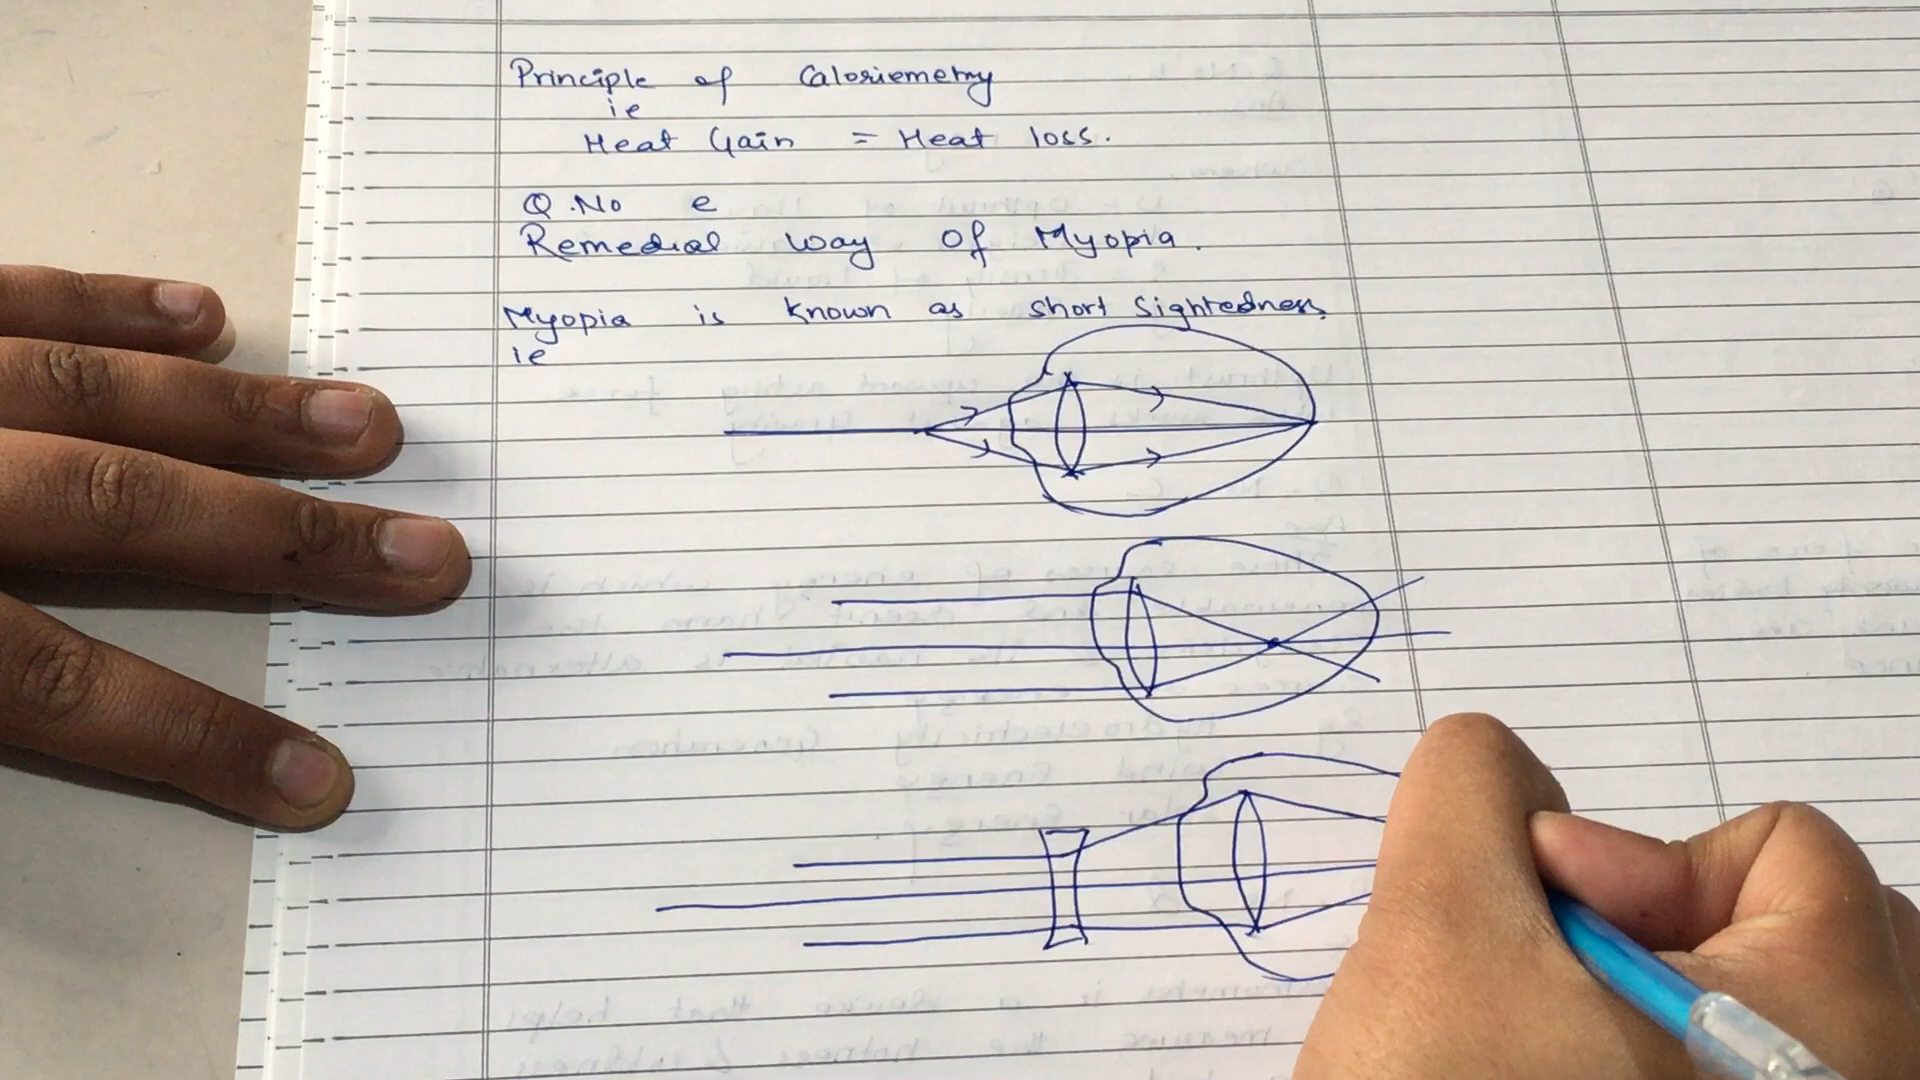 Principle of Caloriemetry
ie
Heat Gain = Heat loss.
Q.No e
Remedial way of Myopia.
Myopia is known as short Sightedness
ie